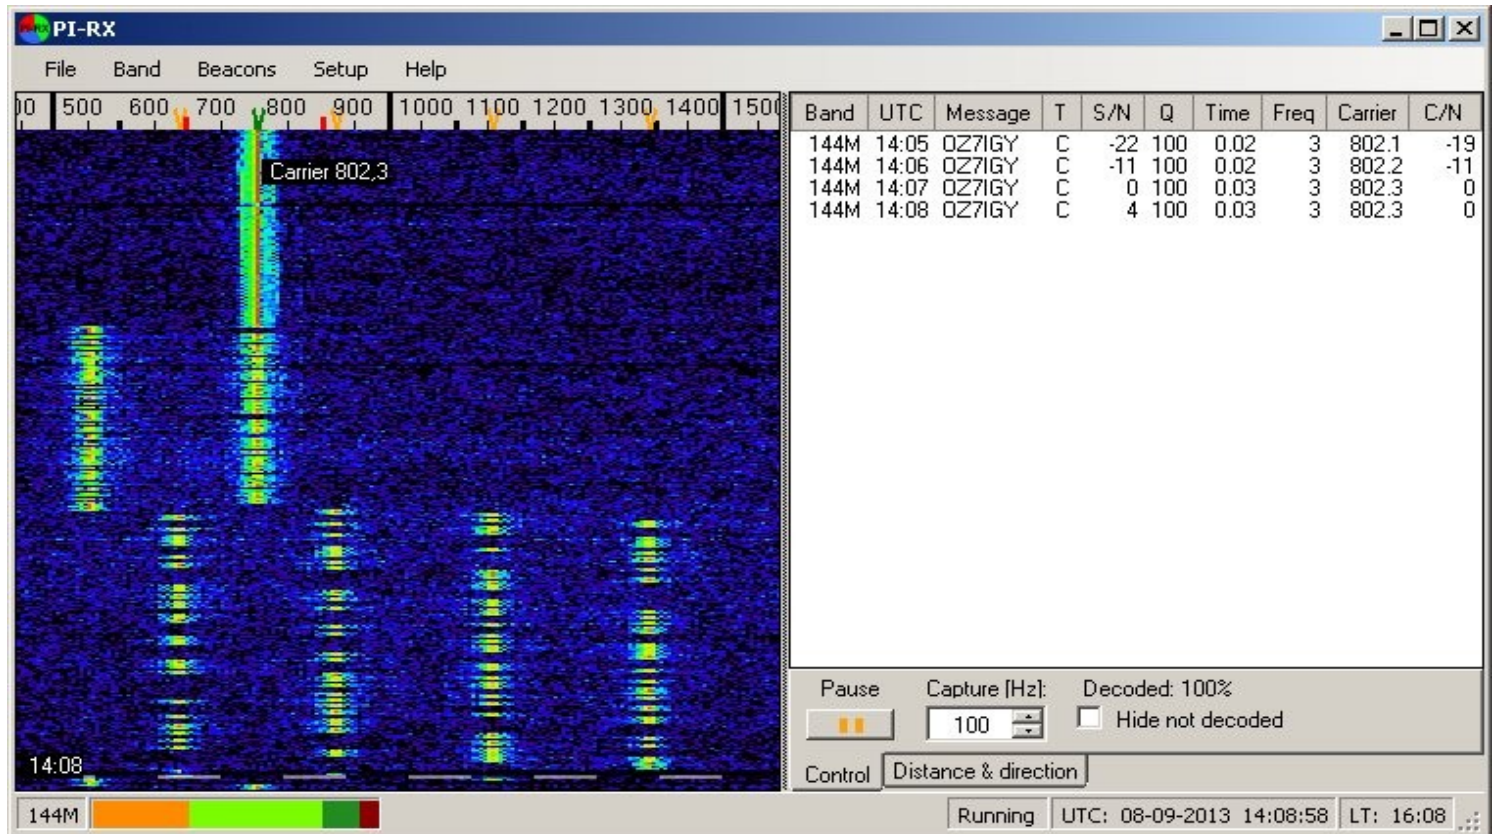 PI-RX
File Band Beacons Setup Help
00 500 600 700 800 900 1000 1100 1200 1300 1400 1500
Carrier 802,3
14:08
Band UTC Message T S/N Q Time Freq Carrier C/N
144M 14:05 OZ7IGY C -22 100 0.02 3 802.1 -19
144M 14:06 OZ7IGY C -11 100 0.02 3 802.2 -11
144M 14:07 OZ7IGY C 0 100 0.03 3 802.3 0
144M 14:08 OZ7IGY C 4 100 0.03 3 802.3 0
Pause Capture [Hz]: Decoded: 100%
100 Hide not decoded
Control Distance & direction
144M Running UTC: 08-09-2013 14:08:58 LT: 16:08